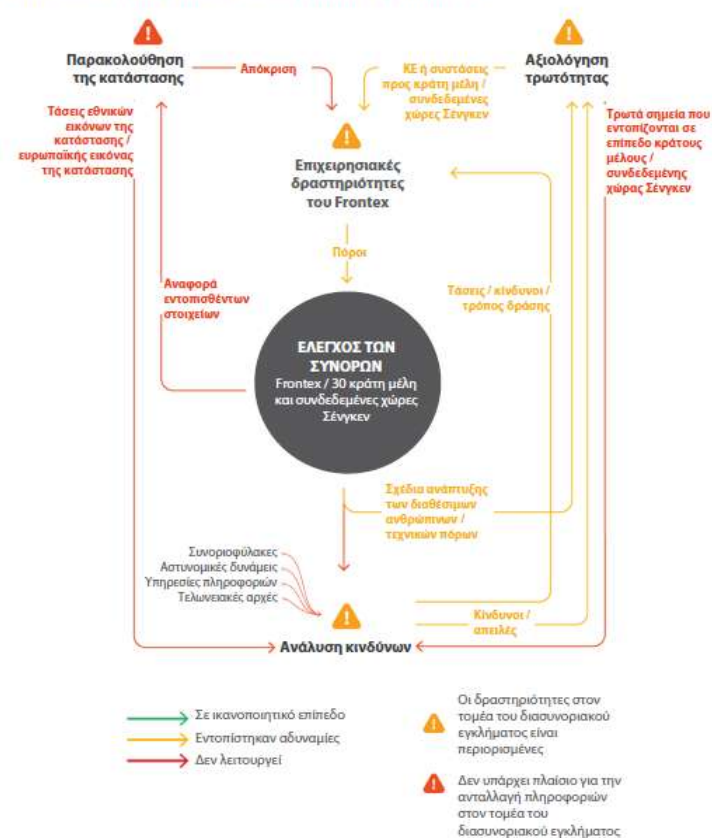 Παρακολούθηση
της κατάστασης
Απόκριση
ΚΕ ή συστάσεις
προς κράτη μέλη /
συνδεδεμένες
χώρες Σένγκεν
Αξιολόγηση
τρωτότητας
Τάσεις εθνικών
εικόνων της
κατάστασης /
ευρωπαϊκής εικόνας
της κατάστασης
Τρωτά σημεία που
εντοπίζονται σε
επίπεδο κράτους
μέλους /
συνδεδεμένης
χώρας Σένγκεν
Επιχειρησιακές
δραστηριότητες
του Frontex
Πόροι
Αναφορά
εντοπισθέντων
στοιχείων
Τάσεις / κίνδυνοι /
τρόπος δράσης
ΕΛΕΓΧΟΣ ΤΩΝ
ΣΥΝΟΡΩΝ
Frontex / 30 κράτη μέλη
και συνδεδεμένες χώρες
Σένγκεν
Σχέδια ανάπτυξης
των διαθέσιμων
ανθρώπινων /
τεχνικών πόρων
Συνοριοφύλακες
Αστυνομικές δυνάμεις
Υπηρεσίες πληροφοριών
Τελωνειακές αρχές
Κίνδυνοι /
απειλές
Ανάλυση κινδύνων
Σε ικανοποιητικό επίπεδο
Εντοπίστηκαν αδυναμίες
Δεν λειτουργεί
Οι δραστηριότητες στον
τομέα του διασυνοριακού
εγκλήματος είναι
περιορισμένες
Δεν υπάρχει πλαίσιο για την
ανταλλαγή πληροφοριών
στον τομέα του
διασυνοριακού εγκλήματος